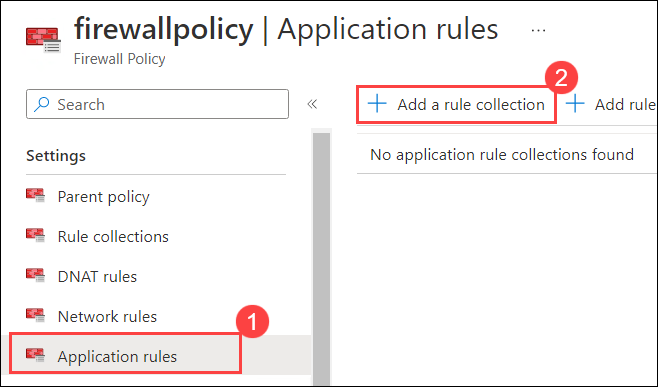 firewallpolicy | Application rules ...
Firewall Policy
2
Search «
+ Add a rule collection + Add rule
No application rule collections found
Settings
Parent policy
Rule collections
DNAT rules
Network rules
1
Application rules